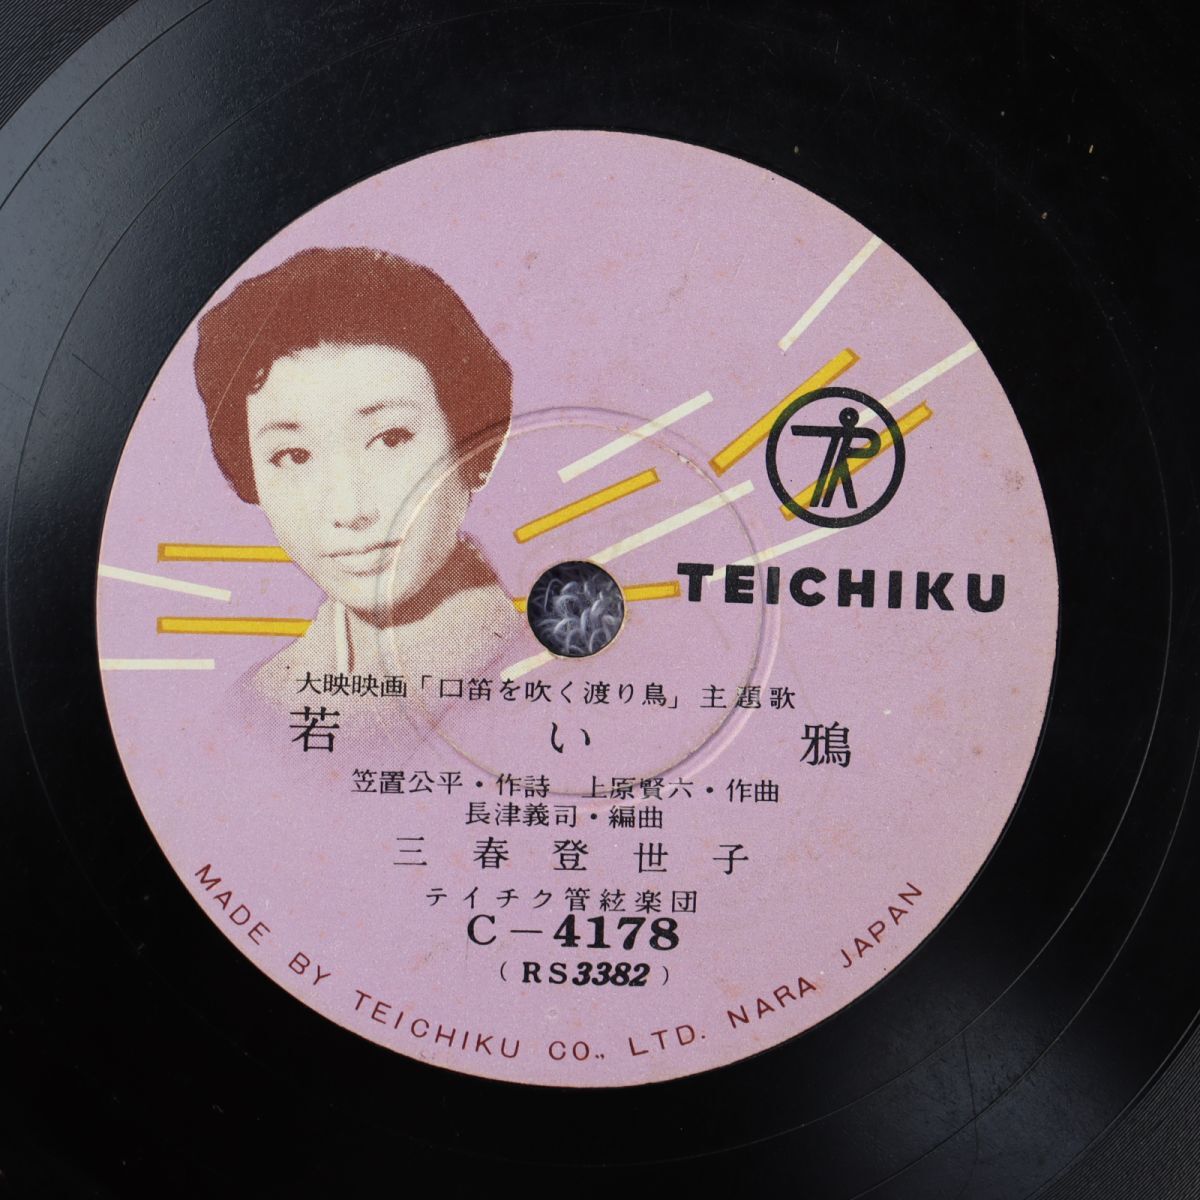 TEICHIKU
大映映画「口笛を吹く渡り鳥」主題歌
若い鴉
笠置公平・作詩 上原賢六・作曲
長津義司・編曲
三春登世子
テイチク管絃楽団
C-4178
(RS3382)
MADE BY TEICHIKU CO., LTD. NARA JAPAN